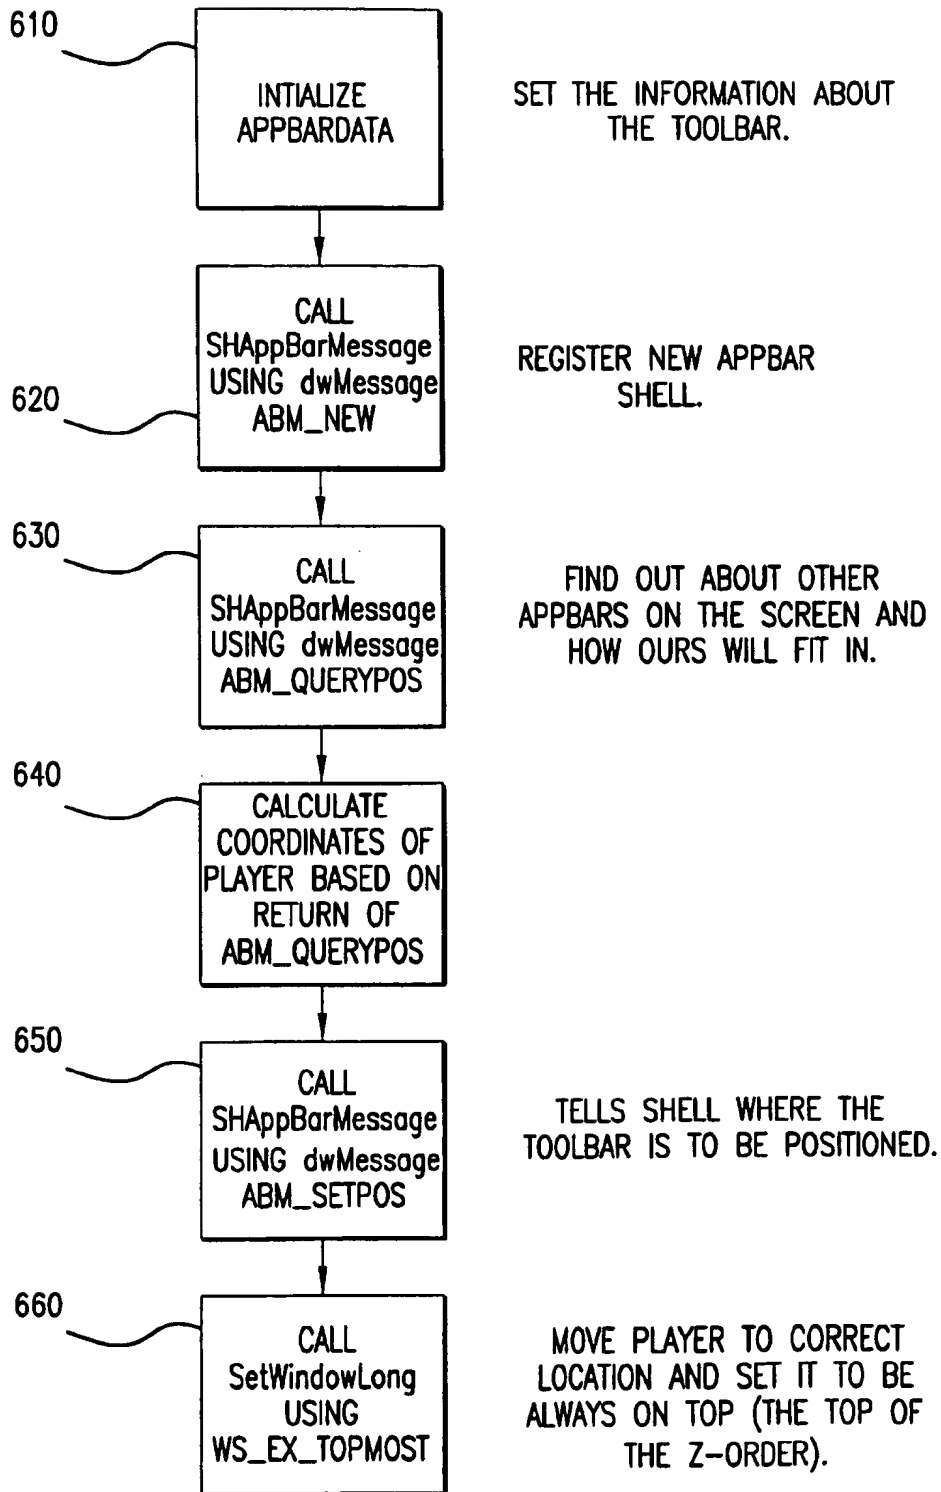 610
INTIALIZE
APPBARDATA
SET THE INFORMATION ABOUT
THE TOOLBAR.
620
CALL
SHAppBarMessage
USING dwMessage
ABM_NEW
REGISTER NEW APPBAR
SHELL.
630
CALL
SHAppBarMessage
USING dwMessage
ABM_QUERYPOS
FIND OUT ABOUT OTHER
APPBARS ON THE SCREEN AND
HOW OURS WILL FIT IN.
640
CALCULATE
COORDINATES OF
PLAYER BASED ON
RETURN OF
ABM_QUERYPOS
650
CALL
SHAppBarMessage
USING dwMessage
ABM_SETPOS
TELLS SHELL WHERE THE
TOOLBAR IS TO BE POSITIONED.
660
CALL
SetWindowLong
USING
WS_EX_TOPMOST
MOVE PLAYER TO CORRECT
LOCATION AND SET IT TO BE
ALWAYS ON TOP (THE TOP OF
THE Z-ORDER).